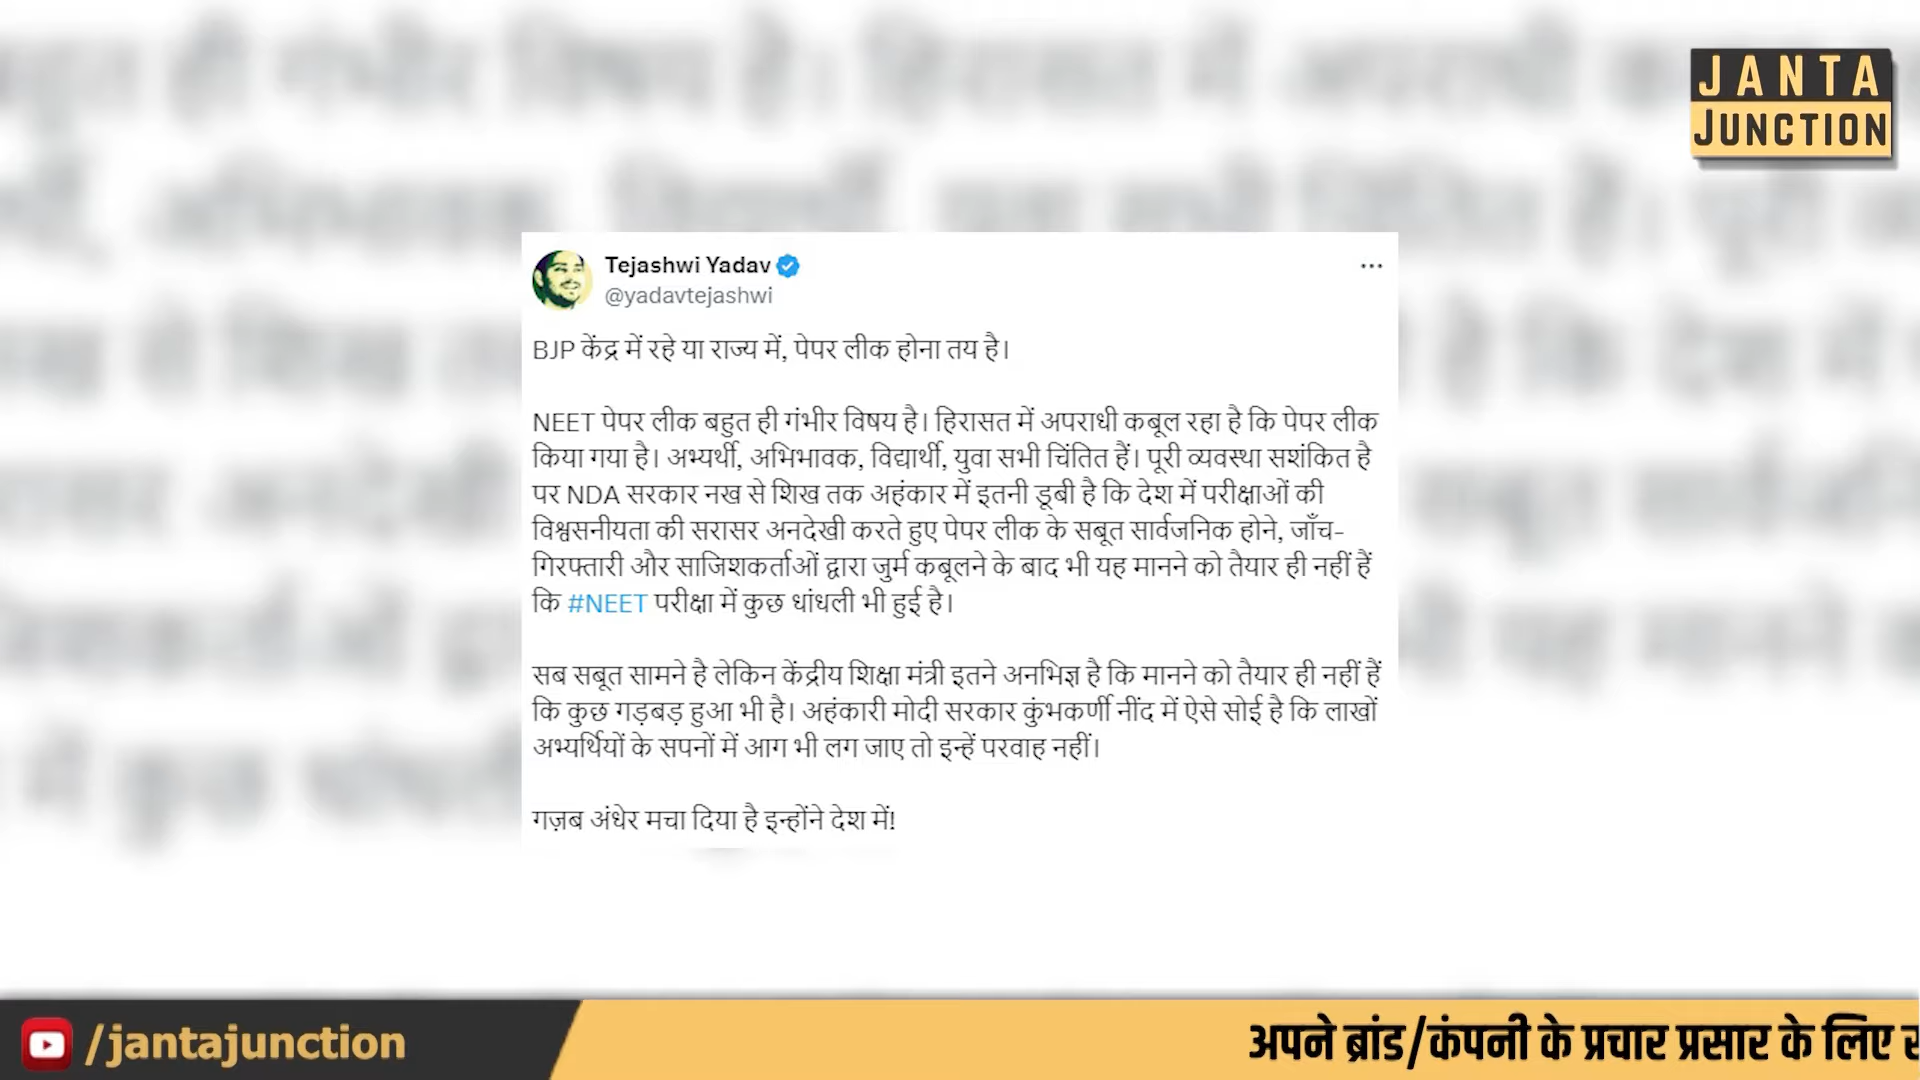 JANTA
JUNCTION
Tejashwi Yadav
@yadavtejashwi
BJP केंद्र में रहे या राज्य में, पेपर लीक होना तय है।
NEET पेपर लीक बहुत ही गंभीर विषय है। हिरासत में अपराधी कबूल रहा है कि पेपर लीक
किया गया है। अभ्यर्थी, अभिभावक, विद्यार्थी, युवा सभी चिंतित हैं। पूरी व्यवस्था सशंकित है
पर NDA सरकार नख से शिख तक अहंकार में इतनी डूबी है कि देश में परीक्षाओं की
विश्वसनीयता की सरासर अनदेखी करते हुए पेपर लीक के सबूत सार्वजनिक होने, जाँच-
गिरफ्तारी और साजिशकर्ताओं द्वारा जुर्म कबूलने के बाद भी यह मानने को तैयार ही नहीं हैं
कि #NEET परीक्षा में कुछ धांधली भी हुई है।
सब सबूत सामने है लेकिन केंद्रीय शिक्षा मंत्री इतने अनभिज्ञ है कि मानने को तैयार ही नहीं हैं
कि कुछ गड़बड़ हुआ भी है। अहंकारी मोदी सरकार कुंभकर्णी नींद में ऐसे सोई है कि लाखों
अभ्यर्थियों के सपनों में आग भी लग जाए तो इन्हें परवाह नहीं।
गज़ब अंधेर मचा दिया है इन्होंने देश में!
/jantajunction
अपने ब्रांड/कंपनी के प्रचार प्रसार के लिए